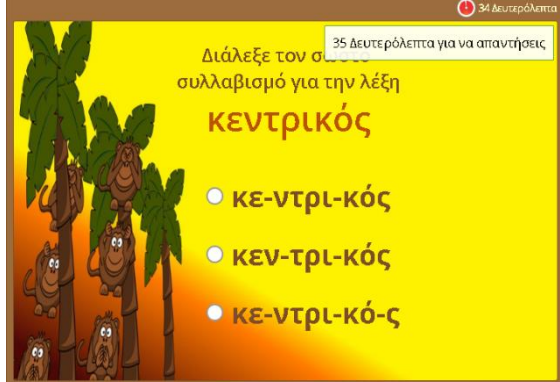 34 Δευτερόλεπτα
35 Δευτερόλεπτα για να απαντήσεις
Διάλεξε τον σωστό
συλλαβισμό για την λέξη
κεντρικός
κε-ντρι-κός
κεν-τρι-κός
κε-ντρι-κό-ς